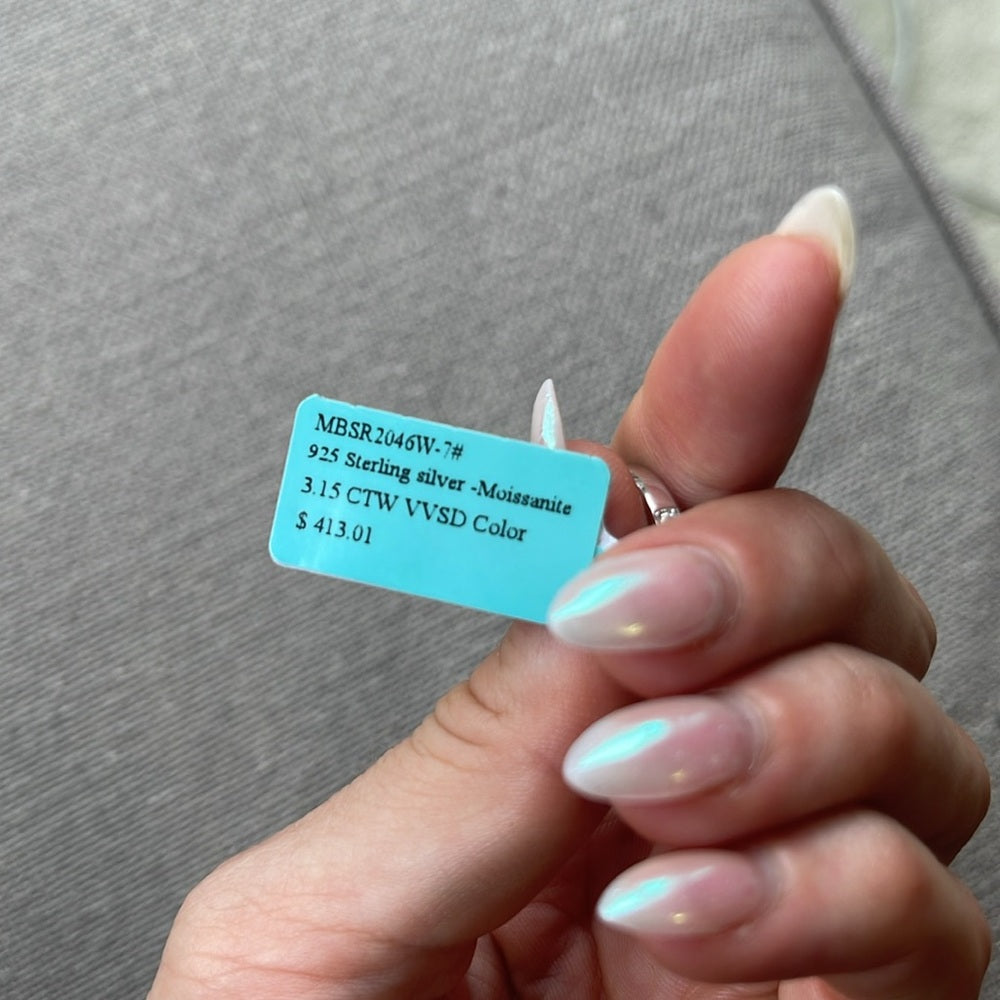 MBSR2046W-7#
925 Sterling silver -Moissanite
3.15 CTW VVSD Color
$ 413.01